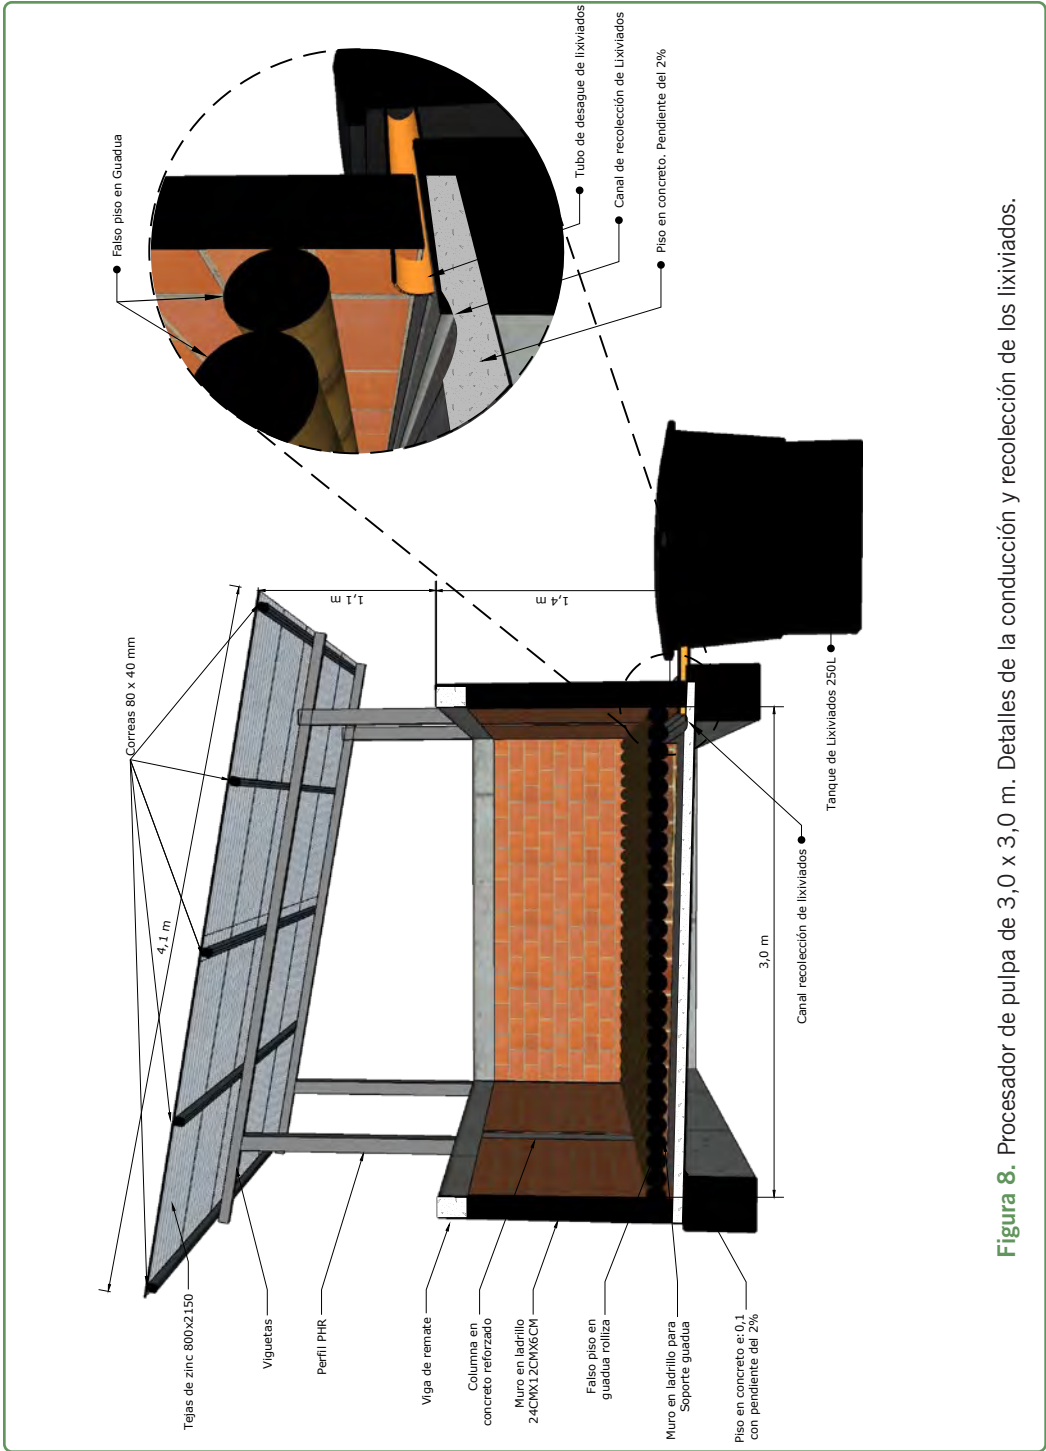 Correas 80 x 40 mm
4,1 m
Tejas de zinc 800x2150
Viguetas
Perfil PHR
Viga de remate
Columna en
concreto reforzado
Muro en ladrillo
24CMX12CMX6CM
Falso piso en
guadua rolliza
Muro en ladrillo para
Soporte guadua
Piso en concreto e:0,1
con pendiente del 2%
1,1 m
1,4 m
3,0 m
Canal recolección de lixiviados
Tanque de Lixiviados 250L
Falso piso en Guadua
Tubo de desague de lixiviados
Canal de recolección de Lixiviados
Piso en concreto. Pendiente del 2%
Figura 8. Procesador de pulpa de 3,0 x 3,0 m. Detalles de la conducción y recolección de los lixiviados.